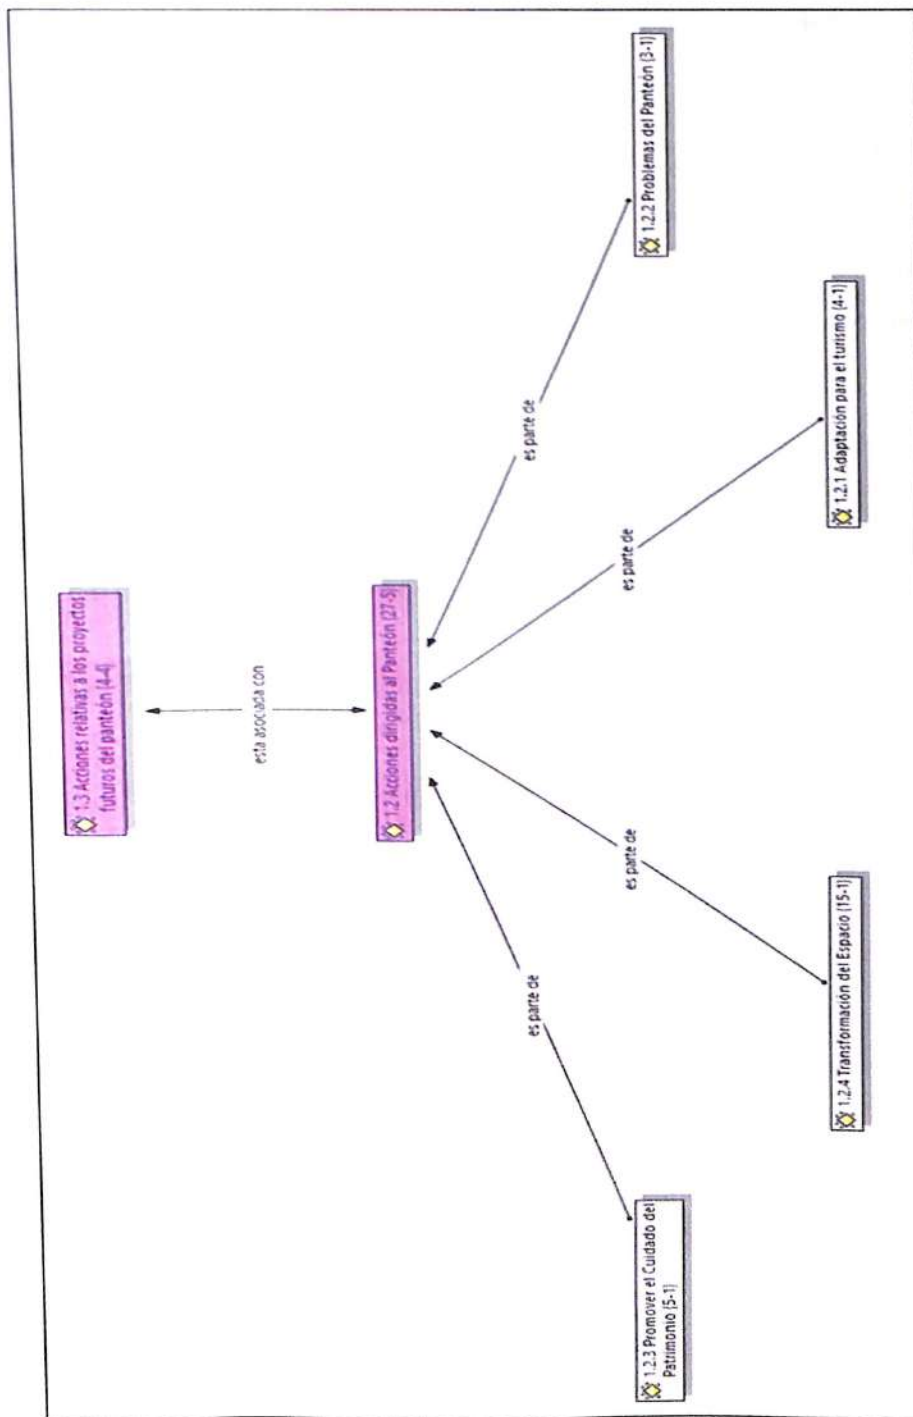 1.3 Acciones relativas a los proyectos
futuros del panteón {4-4}
esta asociada con
1.2 Acciones dirigidas al Panteón {27-5}
es parte de
es parte de
es parte de
es parte de
1.2.3 Promover el Cuidado del
Patrimonio {5-1}
1.2.2 Problemas del Panteón {3-1}
1.2.4 Transformación del Espacio {15-1}
1.2.1 Adaptación para el turismo {4-1}